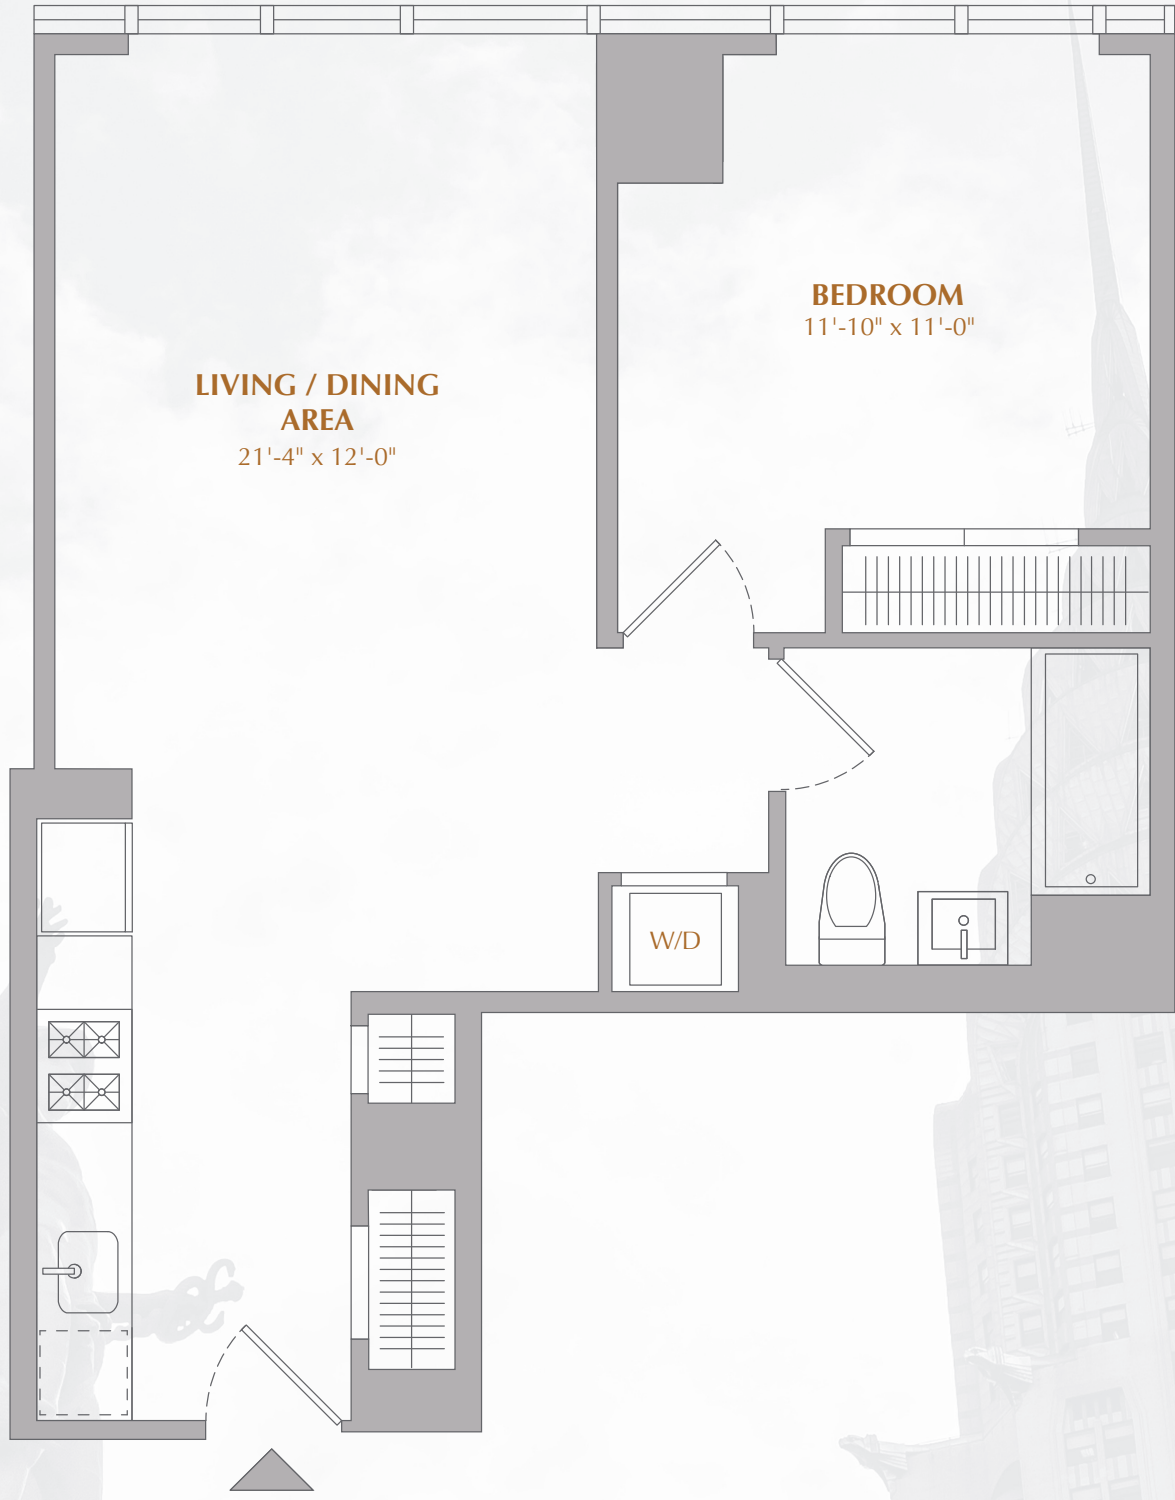 LIVING / DINING
AREA
21'-4" x 12'-0"
BEDROOM
11'-10" x 11'-0"
W/D